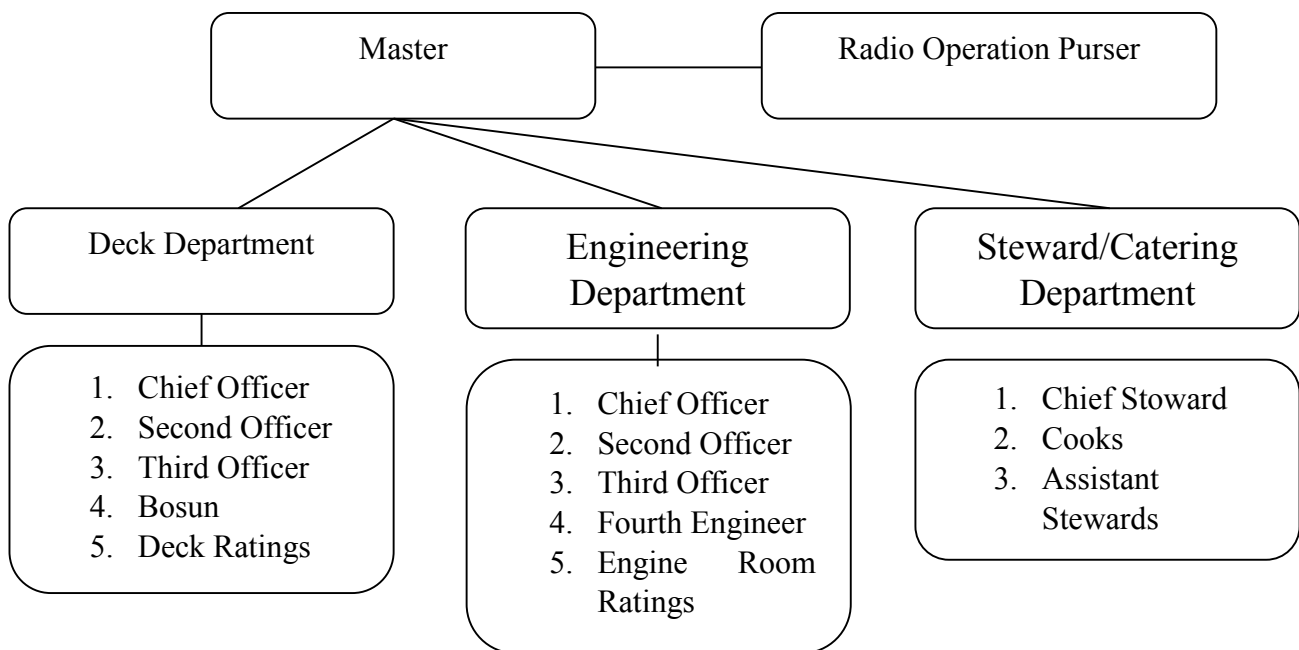 Master
Radio Operation Purser
Deck Department
Engineering
Department
Steward/Catering
Department
1. Chief Officer
2. Second Officer
3. Third Officer
4. Bosun
5. Deck Ratings
1. Chief Officer
2. Second Officer
3. Third Officer
4. Fourth Engineer
5. Engine Room
Ratings
1. Chief Stoward
2. Cooks
3. Assistant
Stewards